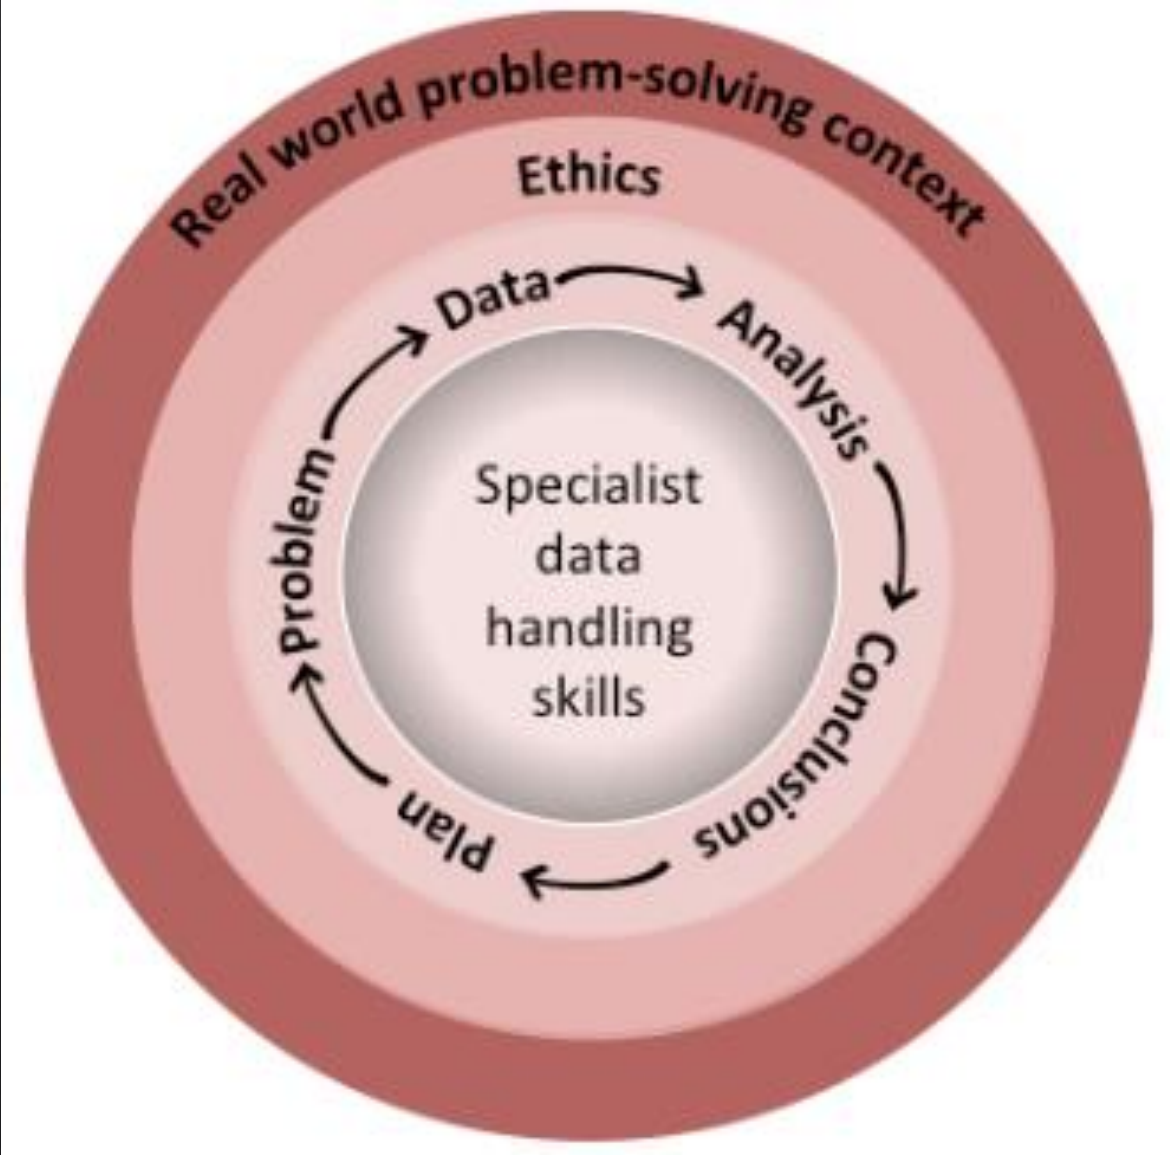 Real world problem-solving context
Ethics
Data
Analysis
Conclusions
Plan
Problem
Specialist
data
handling
skills